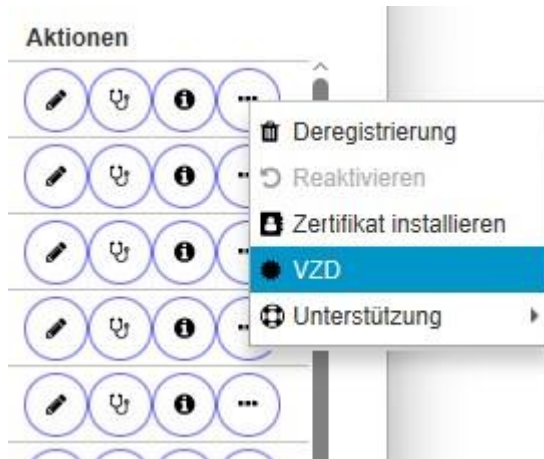 Aktionen
Deregistrierung
Reaktivieren
Zertifikat installieren
VZD
Unterstützung